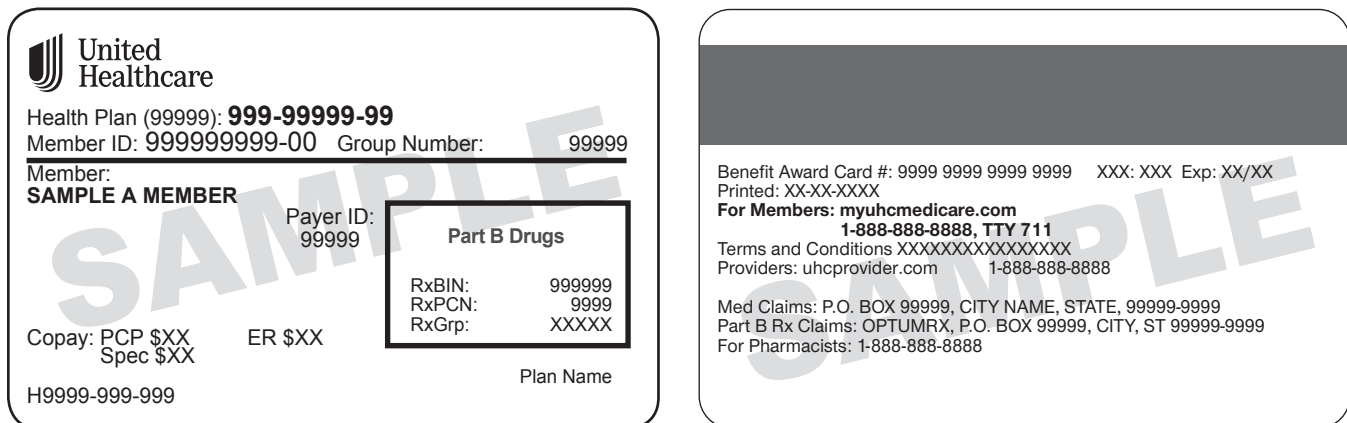 United
Healthcare
Health Plan (99999): 999-99999-99
Member ID: 999999999-00 Group Number: 99999
Member:
SAMPLE A MEMBER
Payer ID:
99999
Part B Drugs
RxBIN: 999999
RxPCN: 9999
RxGrp: XXXXX
Copay: PCP $XX ER $XX
Spec $XX
Plan Name
H9999-999-999
SAMPLE
Benefit Award Card #: 9999 9999 9999 9999 XXX: XXX Exp: XX/XX
Printed: XX-XX-XXXX
For Members: myuhcmedicare.com
1-888-888-8888, TTY 711
Terms and Conditions XXXXXXXXXXXXXXXXX
Providers: uhcprovider.com 1-888-888-8888
Med Claims: P.O. BOX 99999, CITY NAME, STATE, 99999-9999
Part B Rx Claims: OPTUMRX, P.O. BOX 99999, CITY, ST 99999-9999
For Pharmacists: 1-888-888-8888
SAMPLE